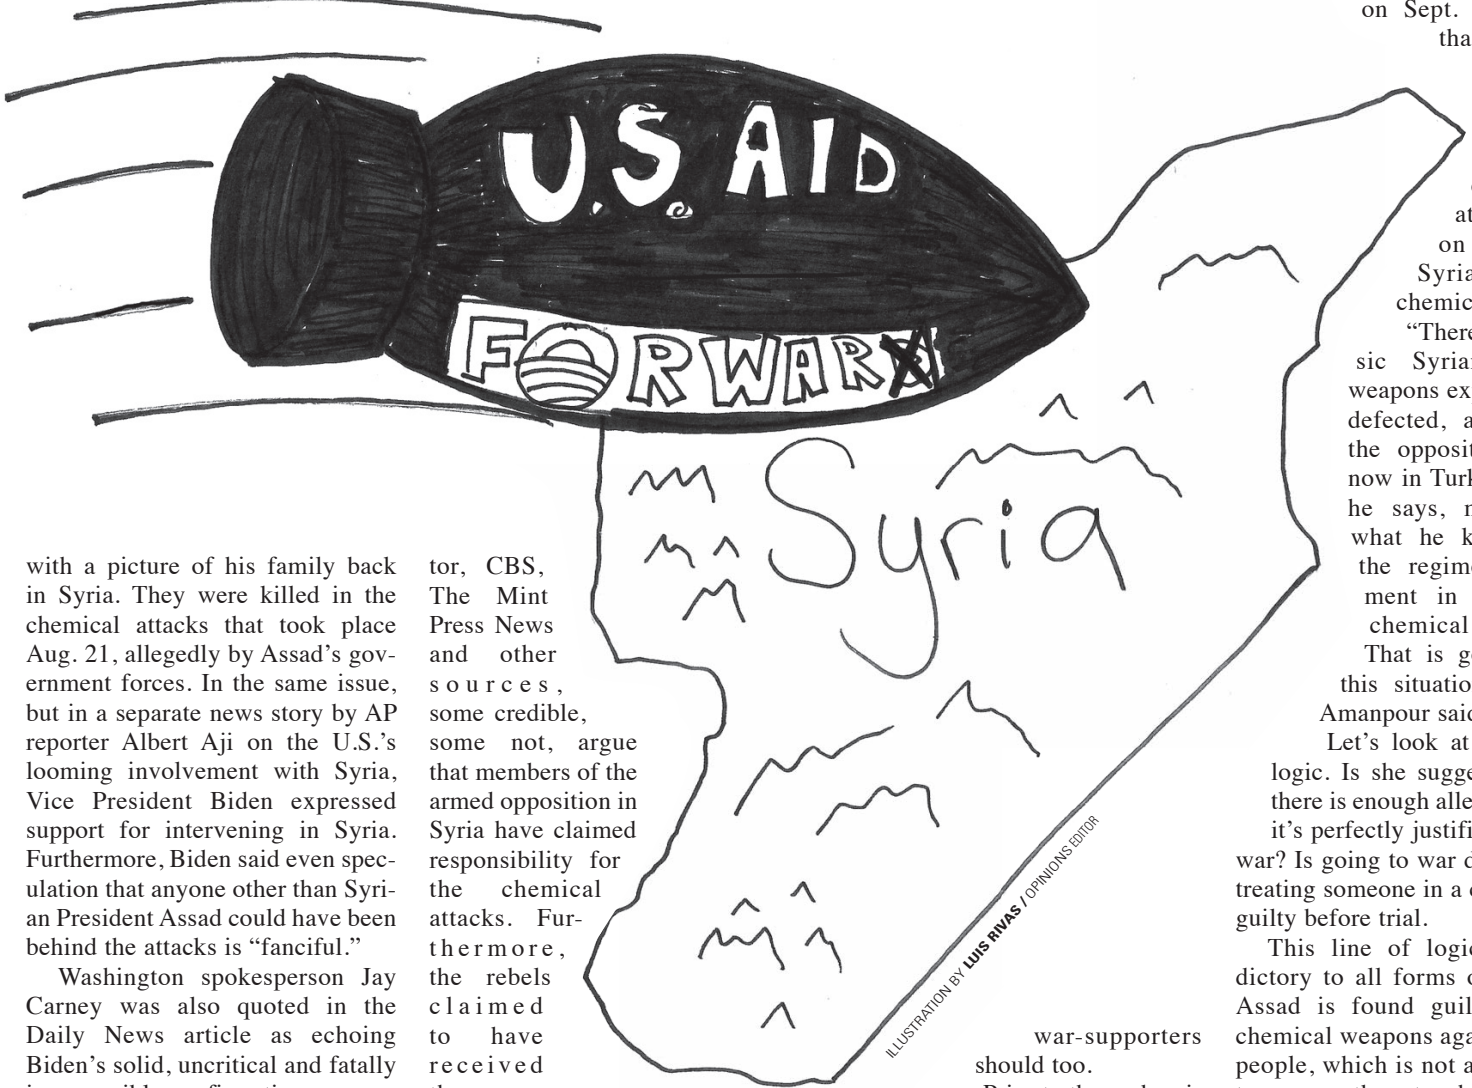 U.S. AID
FORWARD
Syria
with a picture of his family back
in Syria. They were killed in the
chemical attacks that took place
Aug. 21, allegedly by Assad’s gov-
ernment forces. In the same issue,
but in a separate news story by AP
reporter Albert Aji on the U.S.’s
looming involvement with Syria,
Vice President Biden expressed
support for intervening in Syria.
Furthermore, Biden said even spec-
ulation that anyone other than Syri-
an President Assad could have been
behind the attacks is “fanciful.”
Washington spokesperson Jay
Carney was also quoted in the
Daily News article as echoing
Biden’s solid, uncritical and fatally
tor, CBS,
The Mint
Press News
and other
sources,
some credible,
some not, argue
that members of the
armed opposition in
Syria have claimed
responsibility for
the chemical
attacks. Fur-
thermore,
the rebels
claimed
to have
received
ILLUSTRATION BY LUIS RIVAS / OPINIONS EDITOR
war-supporters
should too.
on Sept.
tha
at
on
Syria
chemic
“There
sic Syria
weapons ex
defected, a
the opposit
now in Turk
he says,
what he k
the regime
ment in
chemical
That is g
this situatio
Amanpour said
Let’s look at
logic. Is she sugge
there is enough alle
it’s perfectly justifi
war? Is going to war d
treating someone in a
guilty before trial.
This line of logic
dictory to all forms o
Assad is found guil
chemical weapons aga
people, which is not a